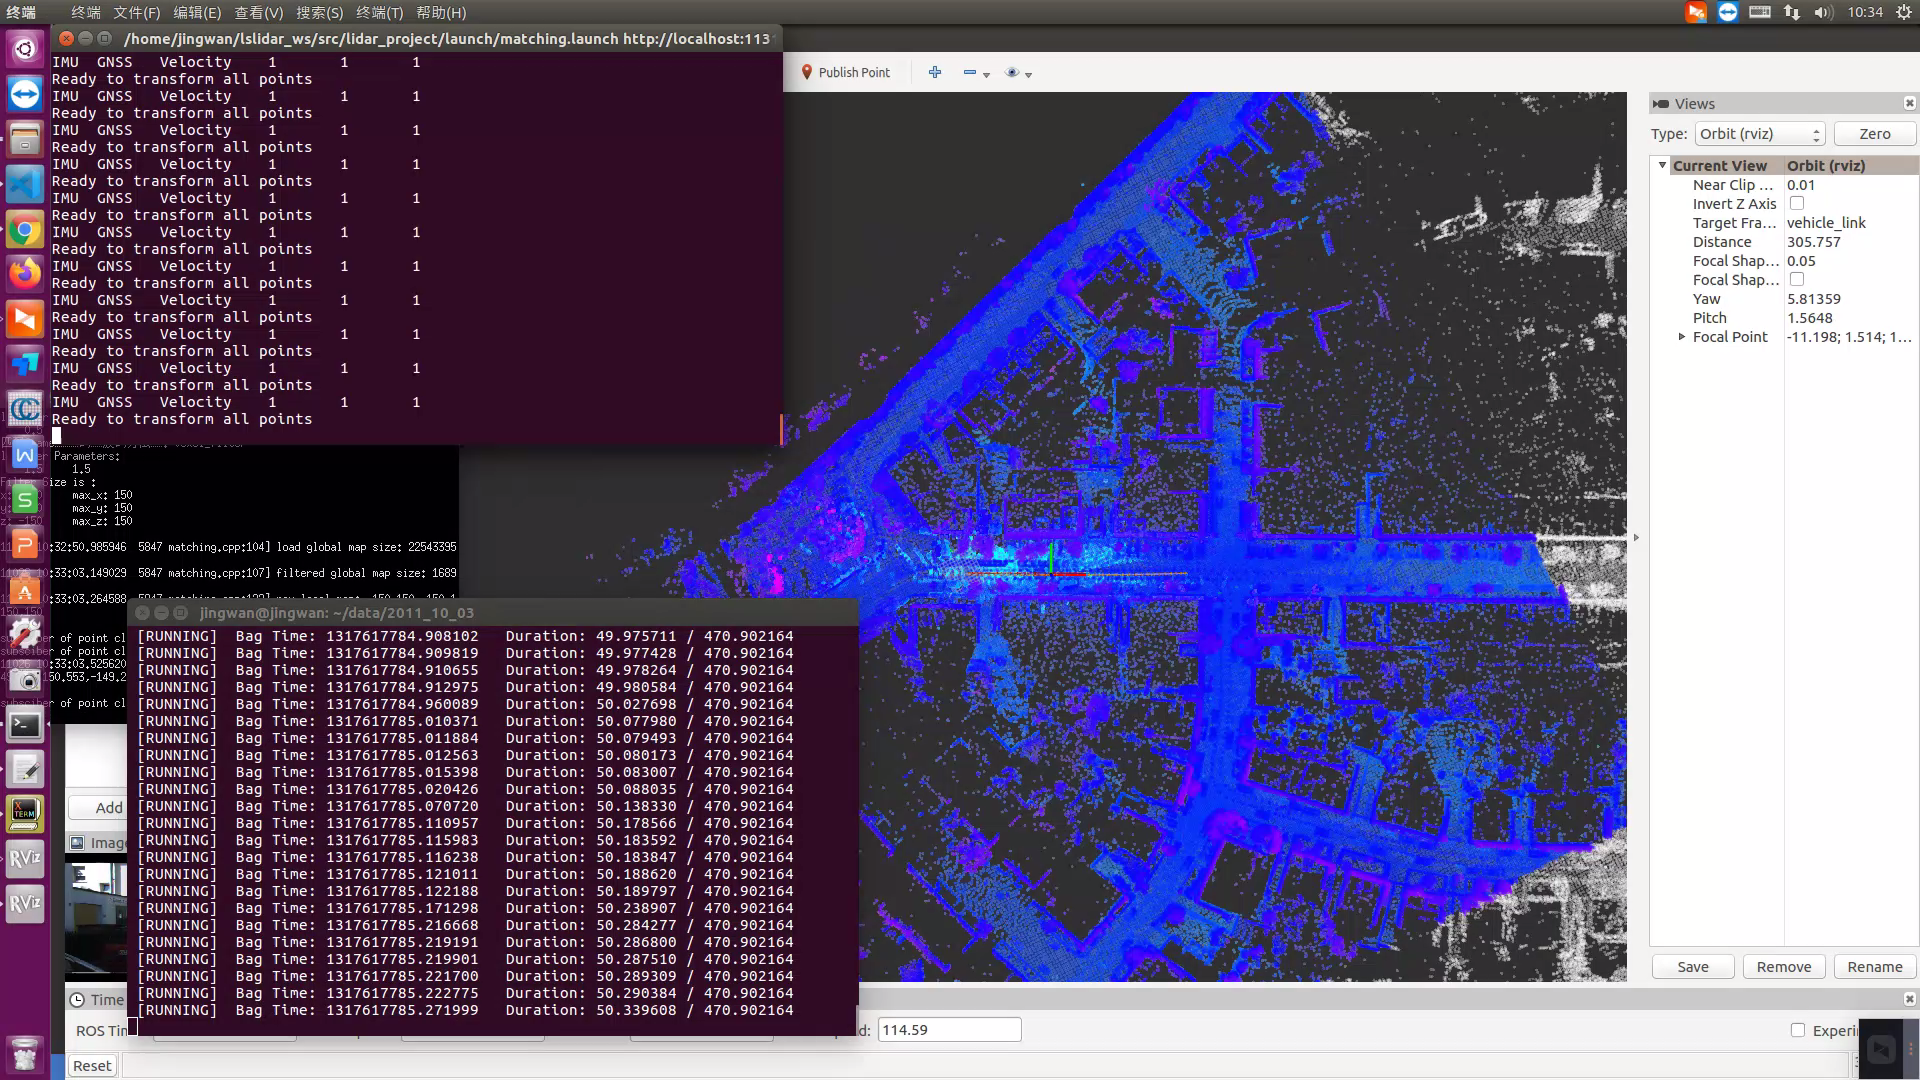 终端 终端 文件(F) 编辑(E) 查看(V) 搜索(S) 终端(T) 帮助(H) 10:34
/home/jingwan/lslidar_ws/src/lidar_project/launch/matching.launch http://localhost:113
IMU GNSS Velocity 1 1 1
Ready to transform all points
IMU GNSS Velocity 1 1 1
Ready to transform all points
IMU GNSS Velocity 1 1 1
Ready to transform all points
IMU GNSS Velocity 1 1 1
Ready to transform all points
IMU GNSS Velocity 1 1 1
Ready to transform all points
IMU GNSS Velocity 1 1 1
Ready to transform all points
IMU GNSS Velocity 1 1 1
Ready to transform all points
IMU GNSS Velocity 1 1 1
Ready to transform all points
IMU GNSS Velocity 1 1 1
Ready to transform all points
IMU GNSS Velocity 1 1 1
Ready to transform all points
IMU GNSS Velocity 1 1 1
Ready to transform all points
Parameters:
1.5
Size is :
max_x: 150
max_y: 150
max_z: 150
10:32:50.985946 5847 matching.cpp:104] load global map size: 22543395
10:33:03.149029 5847 matching.cpp:107] filtered global map size: 1689
jingwan@jingwan: ~/data/2011_10_03
[RUNNING] Bag Time: 1317617784.908102 Duration: 49.975711 / 470.902164
[RUNNING] Bag Time: 1317617784.909819 Duration: 49.977428 / 470.902164
[RUNNING] Bag Time: 1317617784.910655 Duration: 49.978264 / 470.902164
[RUNNING] Bag Time: 1317617784.912975 Duration: 49.980584 / 470.902164
[RUNNING] Bag Time: 1317617784.960089 Duration: 50.027698 / 470.902164
[RUNNING] Bag Time: 1317617785.010371 Duration: 50.077980 / 470.902164
[RUNNING] Bag Time: 1317617785.011884 Duration: 50.079493 / 470.902164
[RUNNING] Bag Time: 1317617785.012563 Duration: 50.080173 / 470.902164
[RUNNING] Bag Time: 1317617785.015398 Duration: 50.083007 / 470.902164
[RUNNING] Bag Time: 1317617785.020426 Duration: 50.088035 / 470.902164
[RUNNING] Bag Time: 1317617785.070720 Duration: 50.138330 / 470.902164
[RUNNING] Bag Time: 1317617785.110957 Duration: 50.178566 / 470.902164
[RUNNING] Bag Time: 1317617785.115983 Duration: 50.183592 / 470.902164
[RUNNING] Bag Time: 1317617785.116238 Duration: 50.183847 / 470.902164
[RUNNING] Bag Time: 1317617785.121011 Duration: 50.188620 / 470.902164
[RUNNING] Bag Time: 1317617785.122188 Duration: 50.189797 / 470.902164
[RUNNING] Bag Time: 1317617785.171298 Duration: 50.238907 / 470.902164
[RUNNING] Bag Time: 1317617785.216668 Duration: 50.284277 / 470.902164
[RUNNING] Bag Time: 1317617785.219191 Duration: 50.286800 / 470.902164
[RUNNING] Bag Time: 1317617785.219901 Duration: 50.287510 / 470.902164
[RUNNING] Bag Time: 1317617785.221700 Duration: 50.289309 / 470.902164
[RUNNING] Bag Time: 1317617785.222775 Duration: 50.290384 / 470.902164
[RUNNING] Bag Time: 1317617785.271999 Duration: 50.339608 / 470.902164
Add
Image
Time
ROS Tim
d: 114.59
Experi
Reset
Publish Point
Views
Type: Orbit (rviz) Zero
Current View Orbit (rviz)
Near Clip ... 0.01
Invert Z Axis
Target Fra... vehicle_link
Distance 305.757
Focal Shap... 0.05
Focal Shap...
Yaw 5.81359
Pitch 1.5648
Focal Point -11.198; 1.514; 1...
Save Remove Rename